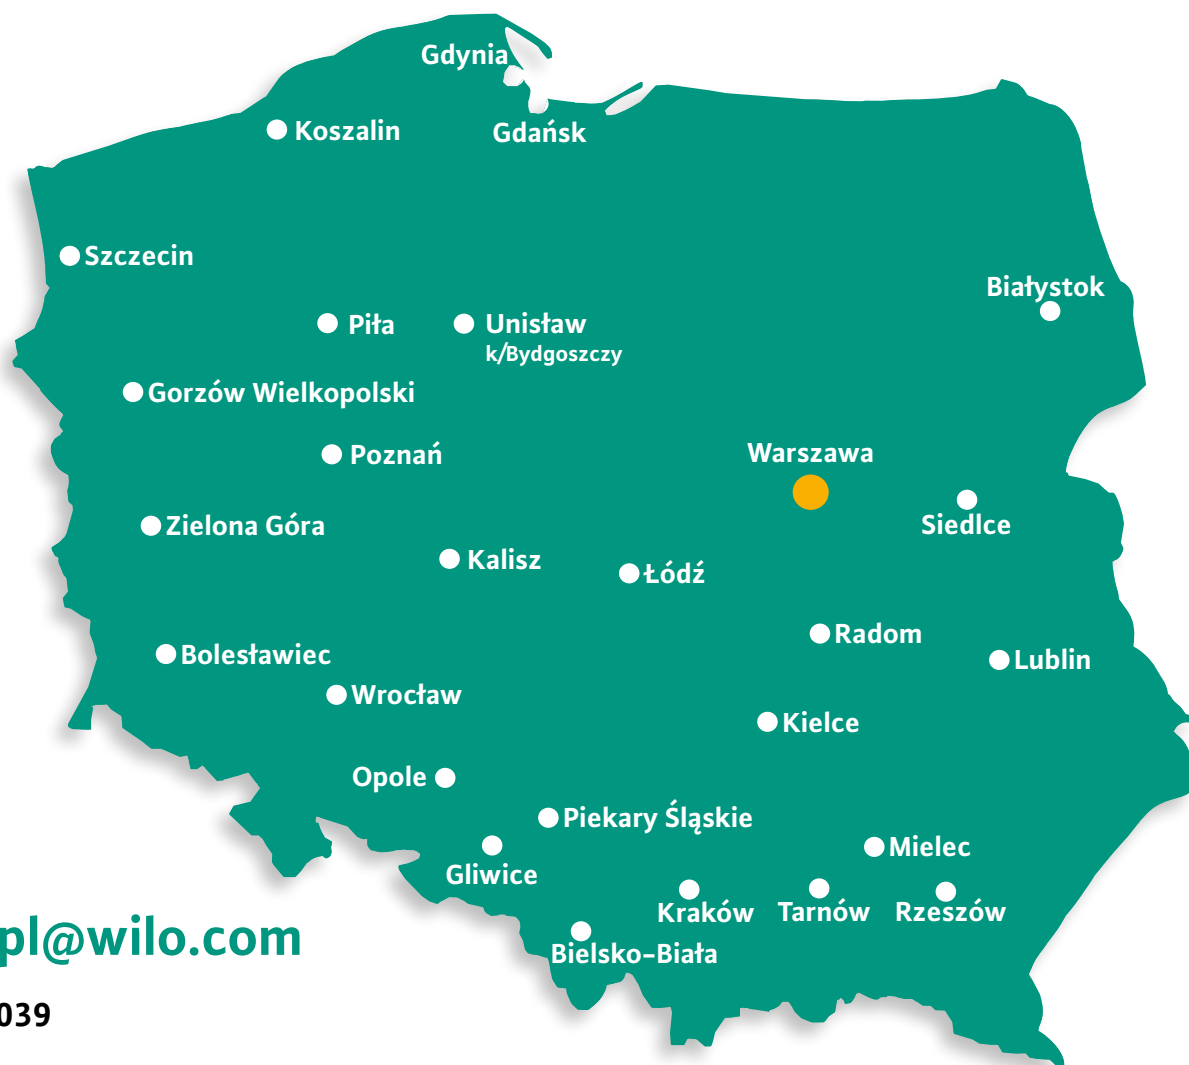 Gdynia
Koszalin
Gdańsk
Szczecin
Białystok
Piła
Unisław
k/Bydgoszczy
Gorzów Wielkopolski
Poznań
Warszawa
Siedlce
Zielona Góra
Kalisz
Łódź
Radom
Bolesławiec
Lublin
Wrocław
Kielce
Opole
Piekary Śląskie
Mielec
Gliwice
Kraków
Tarnów
Rzeszów
pl@wilo.com
Bielsko-Biała
039